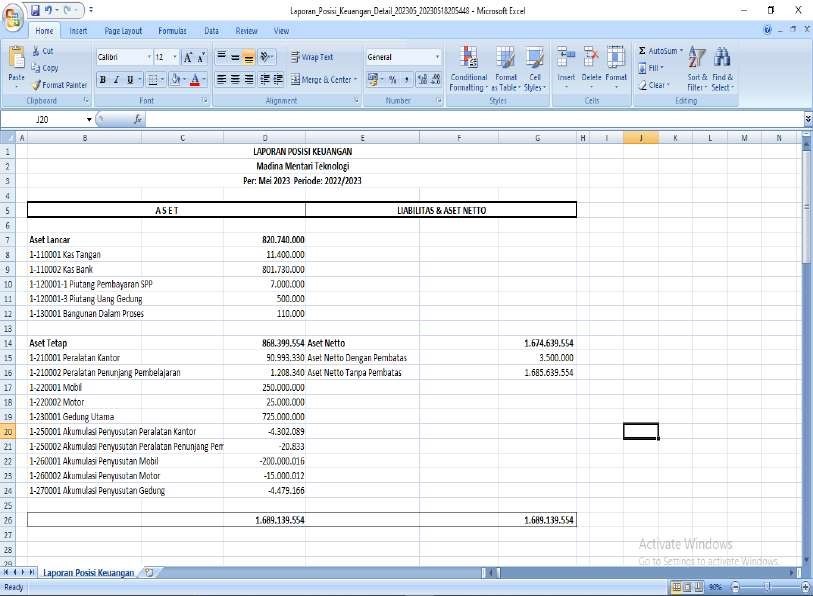 Laporan_Posisi_Keuangan_Detail_202305_20230518205448 - Microsoft Excel
Home Insert Page Layout Formulas Data Review View
Cut
Copy
Format Painter
Paste
Clipboard
Calibri 12
B I U
Font
Wrap Text
Merge & Center
Alignment
General
Number
Conditional Formatting
Format as Table
Cell Styles
Styles
Insert Delete Format
Cells
AutoSum
Fill
Clear
Sort & Filter
Find & Select
Editing
J20
fx
A B C D E F G H I J K L M N
1 LAPORAN POSISI KEUANGAN
2 Madina Mentari Teknologi
3 Per: Mei 2023 Periode: 2022/2023
4
5 A S E T LIABILITAS & ASET NETTO
6
7 Aset Lancar 820.740.000
8 1-110001 Kas Tangan 11.400.000
9 1-110002 Kas Bank 801.730.000
10 1-120001-1 Piutang Pembayaran SPP 7.000.000
11 1-120001-3 Piutang Uang Gedung 500.000
12 1-130001 Bangunan Dalam Proses 110.000
13
14 Aset Tetap 868.399.554 Aset Netto 1.674.639.554
15 1-210001 Peralatan Kantor 90.993.330 Aset Netto Dengan Pembatas 3.500.000
16 1-210002 Peralatan Penunjang Pembelajaran 1.208.340 Aset Netto Tanpa Pembatas 1.685.639.554
17 1-220001 Mobil 250.000.000
18 1-220002 Motor 25.000.000
19 1-230001 Gedung Utama 725.000.000
20 1-250001 Akumulasi Penyusutan Peralatan Kantor -4.302.089
21 1-250002 Akumulasi Penyusutan Peralatan Penunjang Pem -20.833
22 1-260001 Akumulasi Penyusutan Mobil -200.000.016
23 1-260002 Akumulasi Penyusutan Motor -15.000.012
24 1-270001 Akumulasi Penyusutan Gedung -4.479.166
25
26 1.689.139.554 1.689.139.554
27
28
29
Activate Windows
Go to Settings to activate Windows.
Laporan Posisi Keuangan
Ready
90%